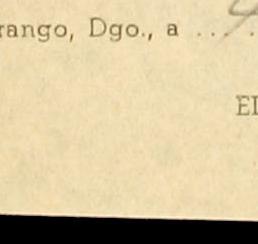 rango, Dgo., a ....
El